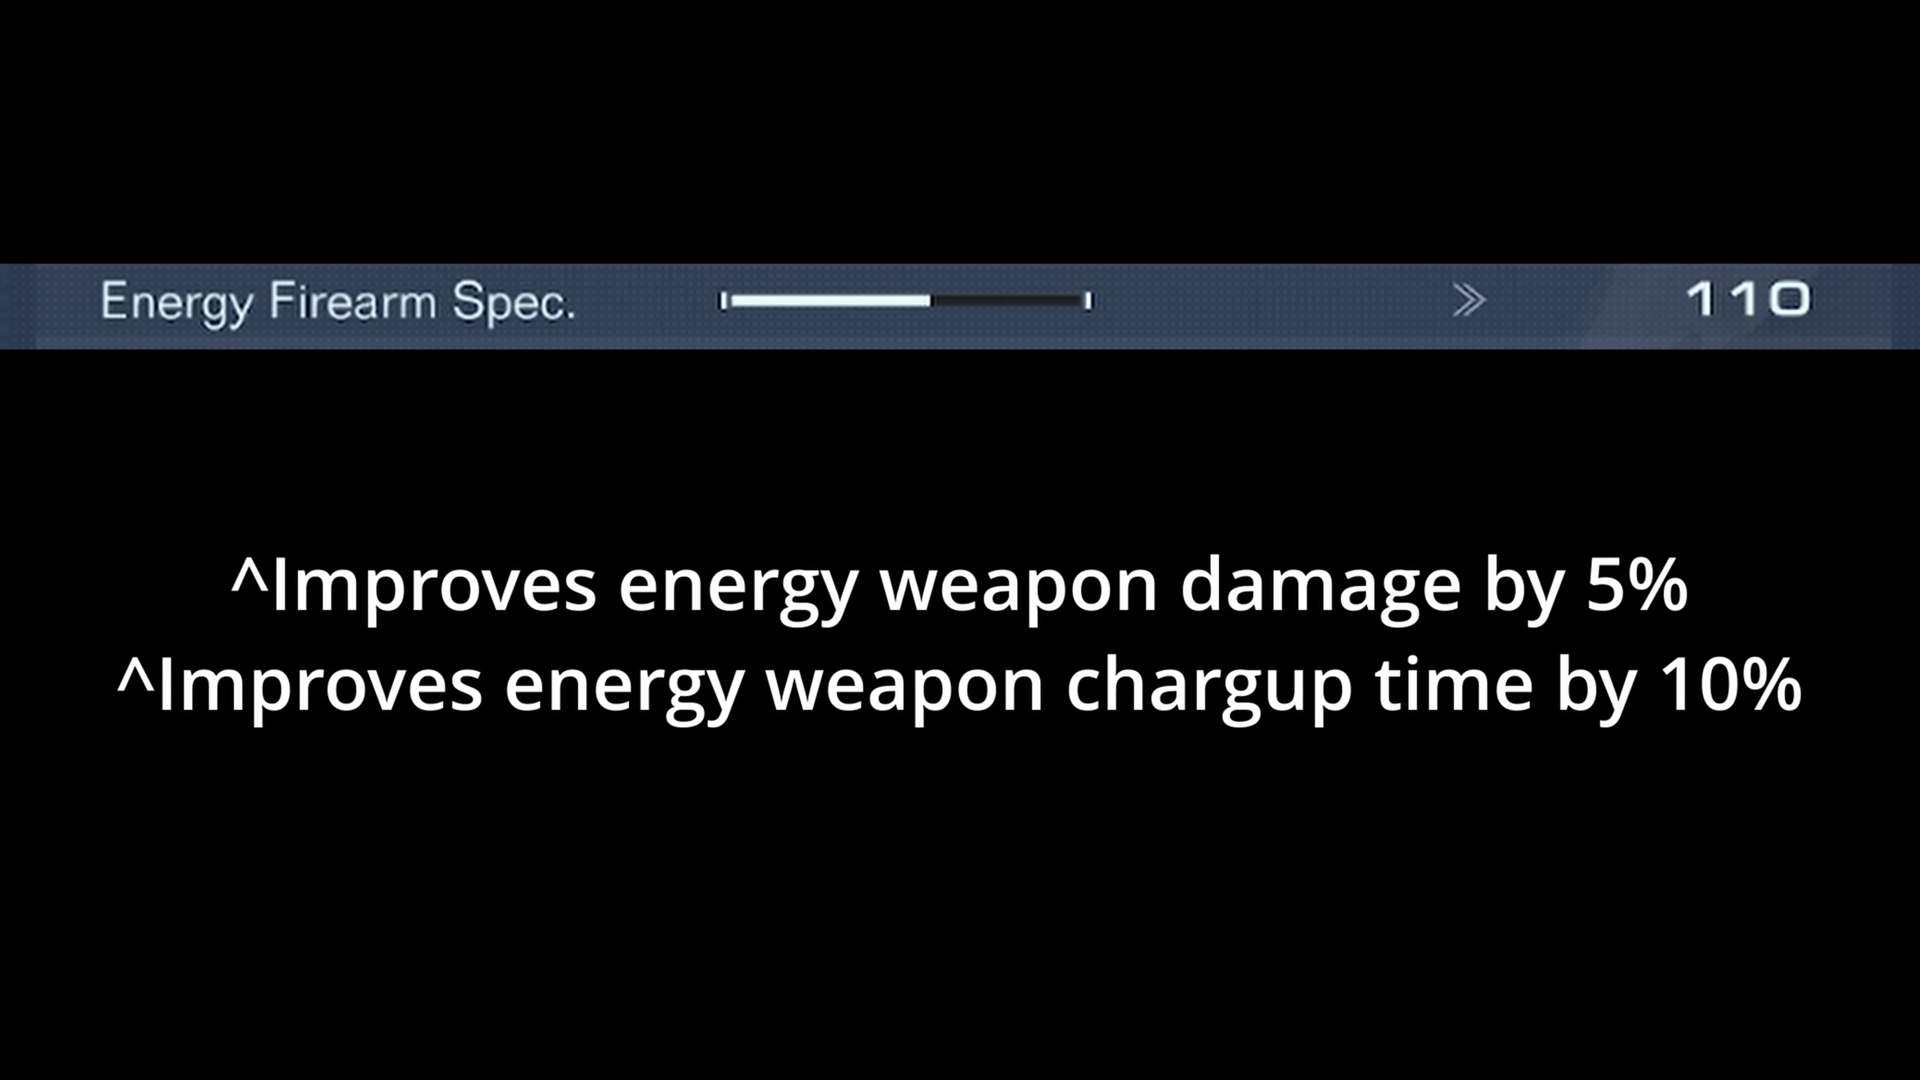 Energy Firearm Spec. 110
^Improves energy weapon damage by 5%
^Improves energy weapon chargup time by 10%